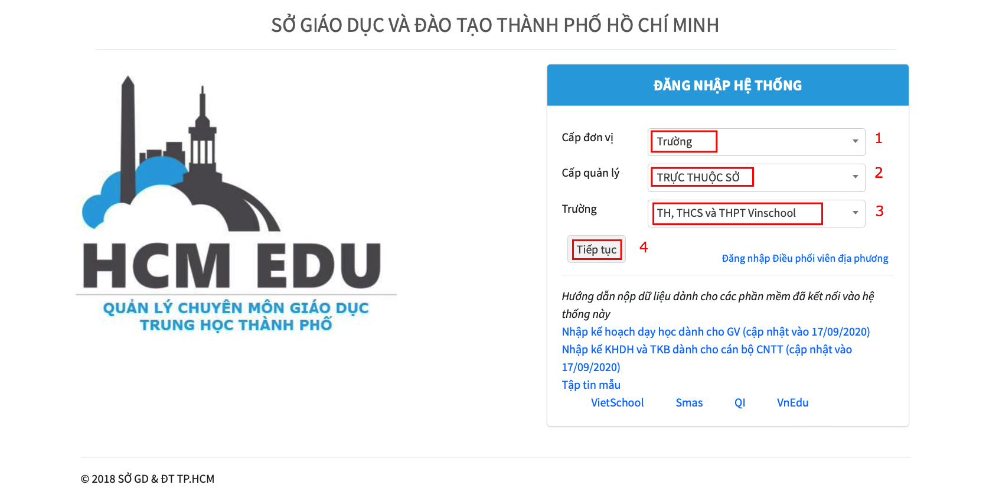 SỞ GIÁO DỤC VÀ ĐÀO TẠO THÀNH PHỐ HỒ CHÍ MINH
HCM EDU
QUẢN LÝ CHUYÊN MÔN GIÁO DỤC
TRUNG HỌC THÀNH PHỐ
ĐĂNG NHẬP HỆ THỐNG
Cấp đơn vị Trường 1
Cấp quản lý TRỰC THUỘC SỞ 2
Trường TH, THCS và THPT Vinschool 3
Tiếp tục 4
Đăng nhập Điều phối viên địa phương
Hướng dẫn nộp dữ liệu dành cho các phần mềm đã kết nối vào hệ
thống này
Nhập kế hoạch dạy học dành cho GV (cập nhật vào 17/09/2020)
Nhập kế KHDH và TKB dành cho cán bộ CNTT (cập nhật vào
17/09/2020)
Tập tin mẫu
VietSchool Smas QI VnEdu
© 2018 SỞ GD & ĐT TP.HCM